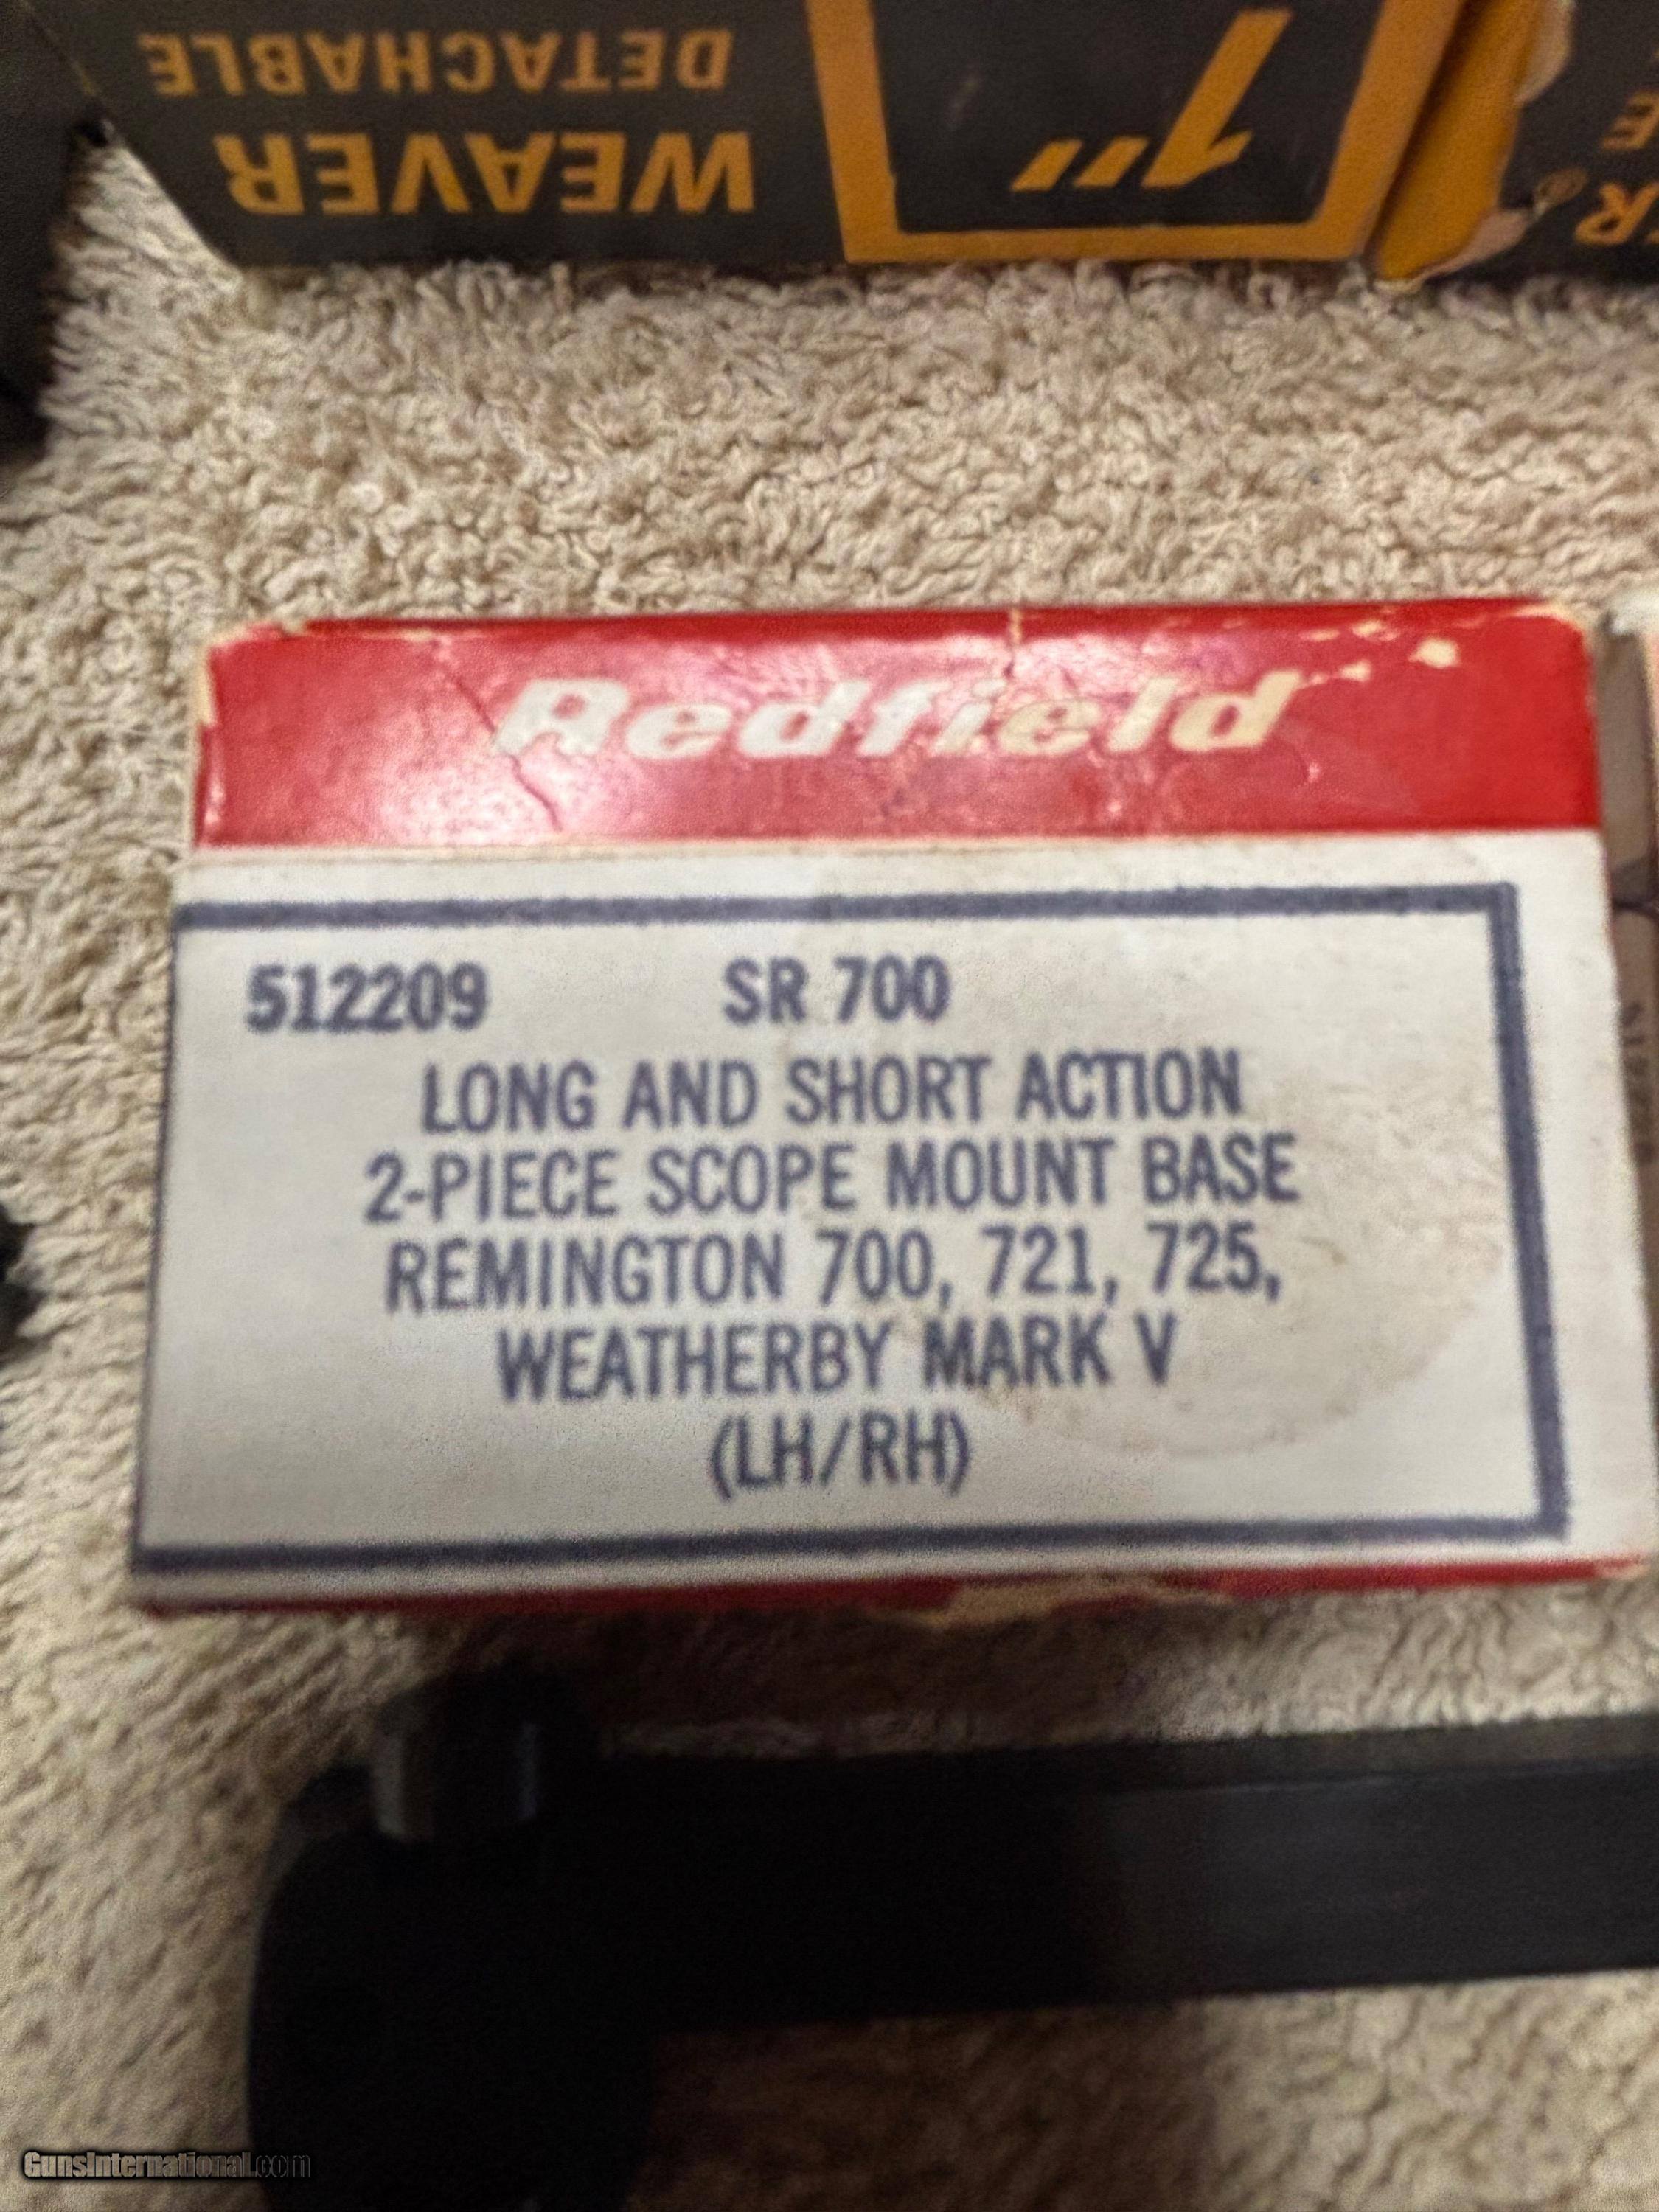 WEAVER
DETACHABLE
1"
Redfield
512209 SR 700
LONG AND SHORT ACTION
2-PIECE SCOPE MOUNT BASE
REMINGTON 700, 721, 725,
WEATHERBY MARK V
(LH/RH)
GunsInternational.com